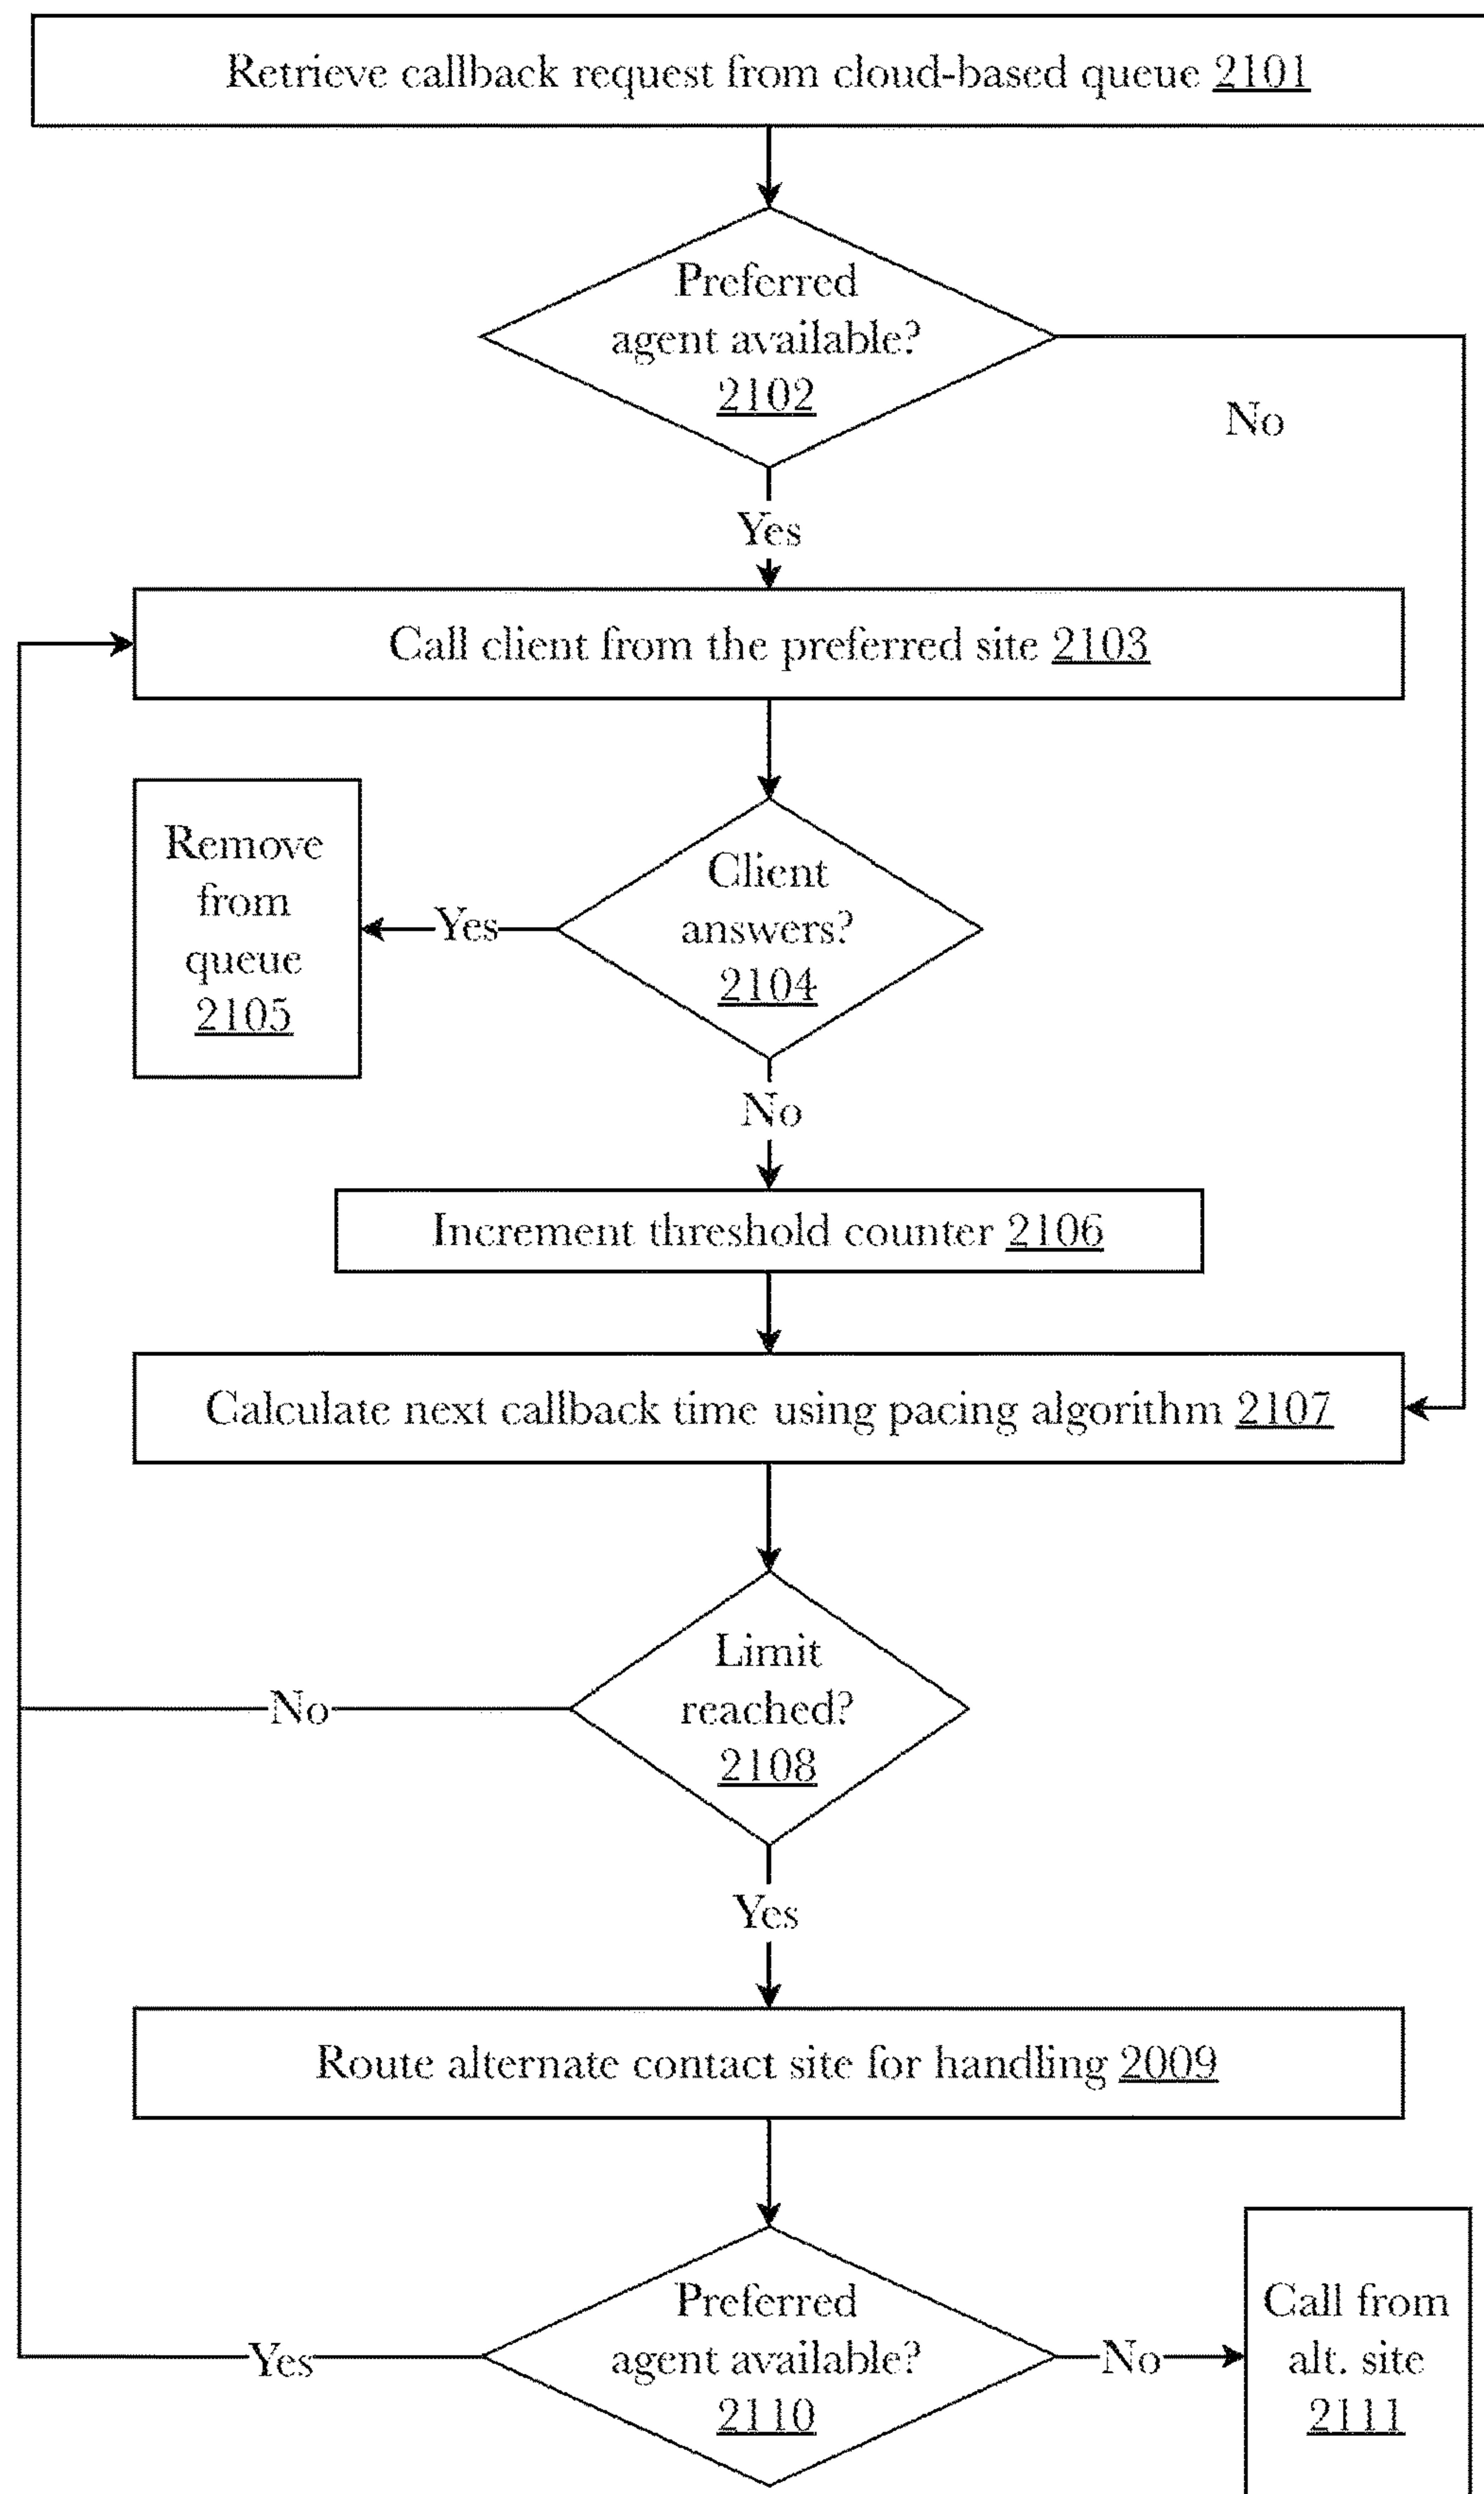 Retrieve callback request from cloud-based queue 2101
Preferred
agent available?
2102
No
Yes
Call client from the preferred site 2103
Remove
from
queue
2105
Yes
Client
answers?
2104
No
Increment threshold counter 2106
Calculate next callback time using pacing algorithm 2107
Limit
reached?
2108
No
Yes
Route alternate contact site for handling 2009
Preferred
agent available?
2110
Yes
No
Call from
alt. site
2111